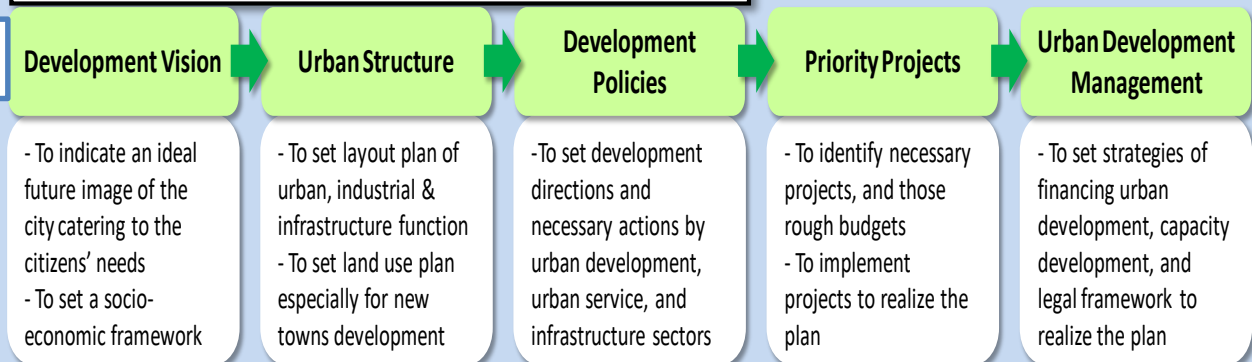 Development Vision
- To indicate an ideal
future image of the
city catering to the
citizens' needs
- To set a socio-
economic framework
Urban Structure
- To set layout plan of
urban, industrial &
infrastructure function
- To set land use plan
especially for new
towns development
Development
Policies
-To set development
directions and
necessary actions by
urban development,
urban service, and
infrastructure sectors
Priority Projects
- To identify necessary
projects, and those
rough budgets
- To implement
projects to realize the
plan
Urban Development
Management
- To set strategies of
financing urban
development, capacity
development, and
legal framework to
realize the plan